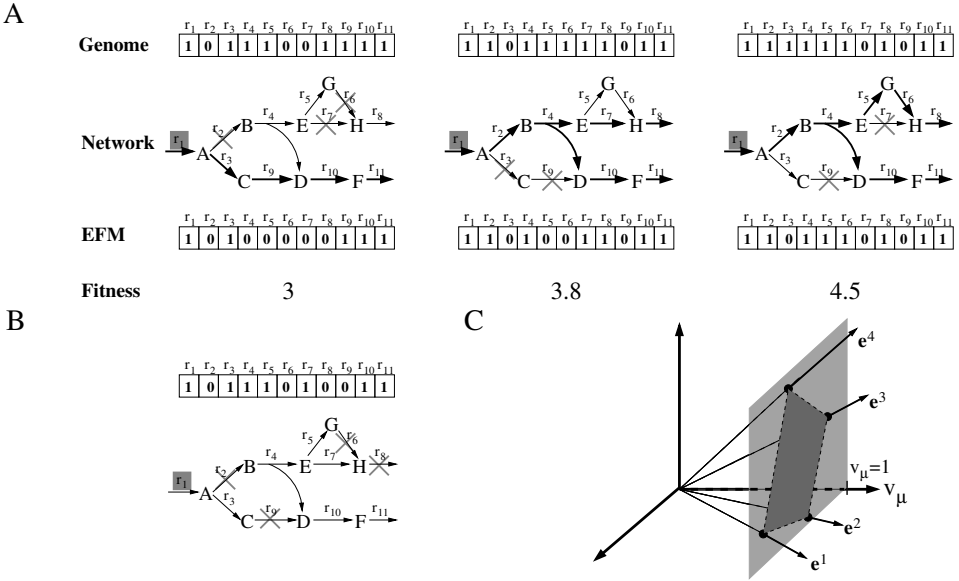 A
r1 r2 r3 r4 r5 r6 r7 r8 r9 r10 r11 r1 r2 r3 r4 r5 r6 r7 r8 r9 r10 r11 r1 r2 r3 r4 r5 r6 r7 r8 r9 r10 r11
Genome 1 0 1 1 1 0 0 1 1 1 1 1 1 0 1 1 1 1 1 0 1 1 1 1 1 1 1 1 0 1 0 1 1
Network
r1 A r2 B r4 E r5 G r6 r7 H r8 r3 C r9 D r10 F r11
r1 A r2 B r4 E r5 G r6 r7 H r8 r3 C r9 D r10 F r11
r1 A r2 B r4 E r5 G r6 r7 H r8 r3 C r9 D r10 F r11
r1 r2 r3 r4 r5 r6 r7 r8 r9 r10 r11 r1 r2 r3 r4 r5 r6 r7 r8 r9 r10 r11 r1 r2 r3 r4 r5 r6 r7 r8 r9 r10 r11
EFM 1 0 1 0 0 0 0 0 1 1 1 1 1 0 1 0 0 1 1 0 1 1 1 1 0 1 1 1 0 1 0 1 1
Fitness 3 3.8 4.5
B
r1 r2 r3 r4 r5 r6 r7 r8 r9 r10 r11
1 0 1 1 1 0 1 0 0 1 1
r1 A r2 B r4 E r5 G r6 r7 H r8 r3 C r9 D r10 F r11
C
e4
e3
vμ=1
vμ
e2
e1